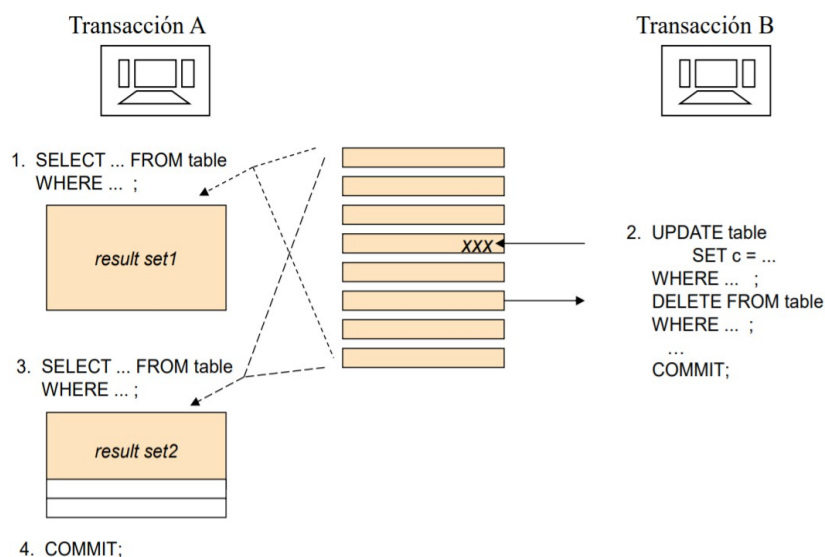 Transacción A
Transacción B
1. SELECT ... FROM table
WHERE ... ;
result set1
xxx
2. UPDATE table
SET c = ...
WHERE ... ;
DELETE FROM table
WHERE ... ;
...
COMMIT;
3. SELECT ... FROM table
WHERE ... ;
result set2
4. COMMIT;